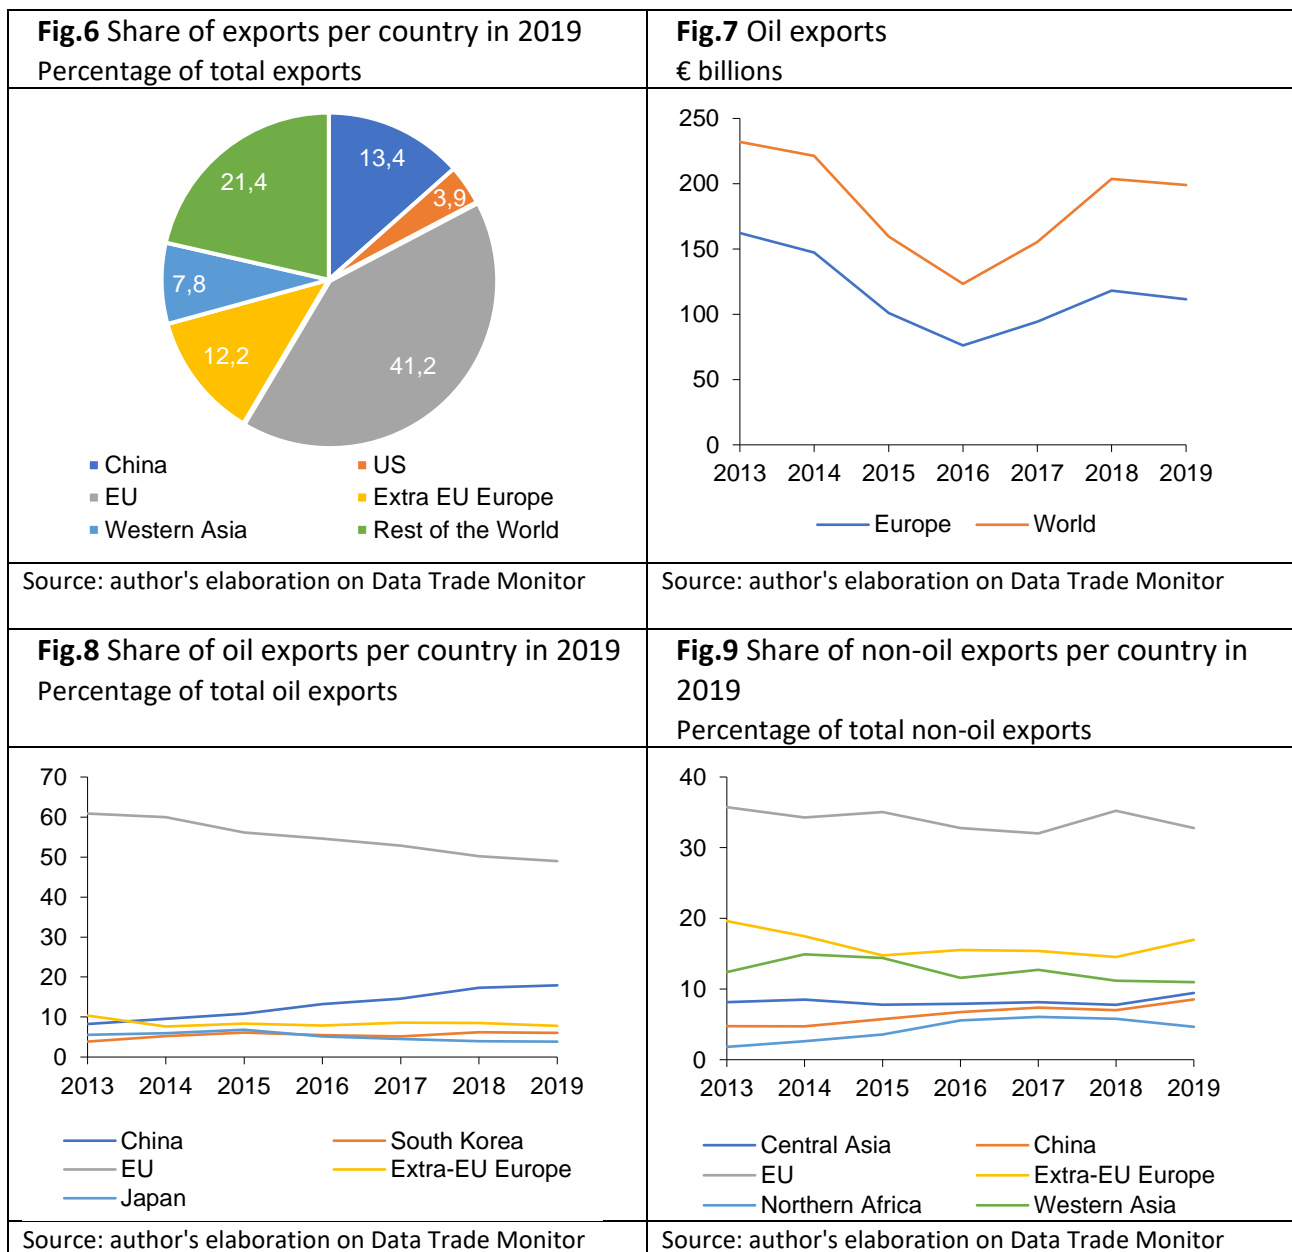 Fig.6 Share of exports per country in 2019
Percentage of total exports
13,4
3,9
41,2
12,2
7,8
21,4
China
US
EU
Extra EU Europe
Western Asia
Rest of the World
Source: author's elaboration on Data Trade Monitor
Fig.7 Oil exports
€ billions
250
200
150
100
50
0
2013 2014 2015 2016 2017 2018 2019
Europe
World
Source: author's elaboration on Data Trade Monitor
Fig.8 Share of oil exports per country in 2019
Percentage of total oil exports
70
60
50
40
30
20
10
0
2013 2014 2015 2016 2017 2018 2019
China
South Korea
EU
Extra-EU Europe
Japan
Source: author's elaboration on Data Trade Monitor
Fig.9 Share of non-oil exports per country in
2019
Percentage of total non-oil exports
40
30
20
10
0
2013 2014 2015 2016 2017 2018 2019
Central Asia
China
EU
Extra-EU Europe
Northern Africa
Western Asia
Source: author's elaboration on Data Trade Monitor